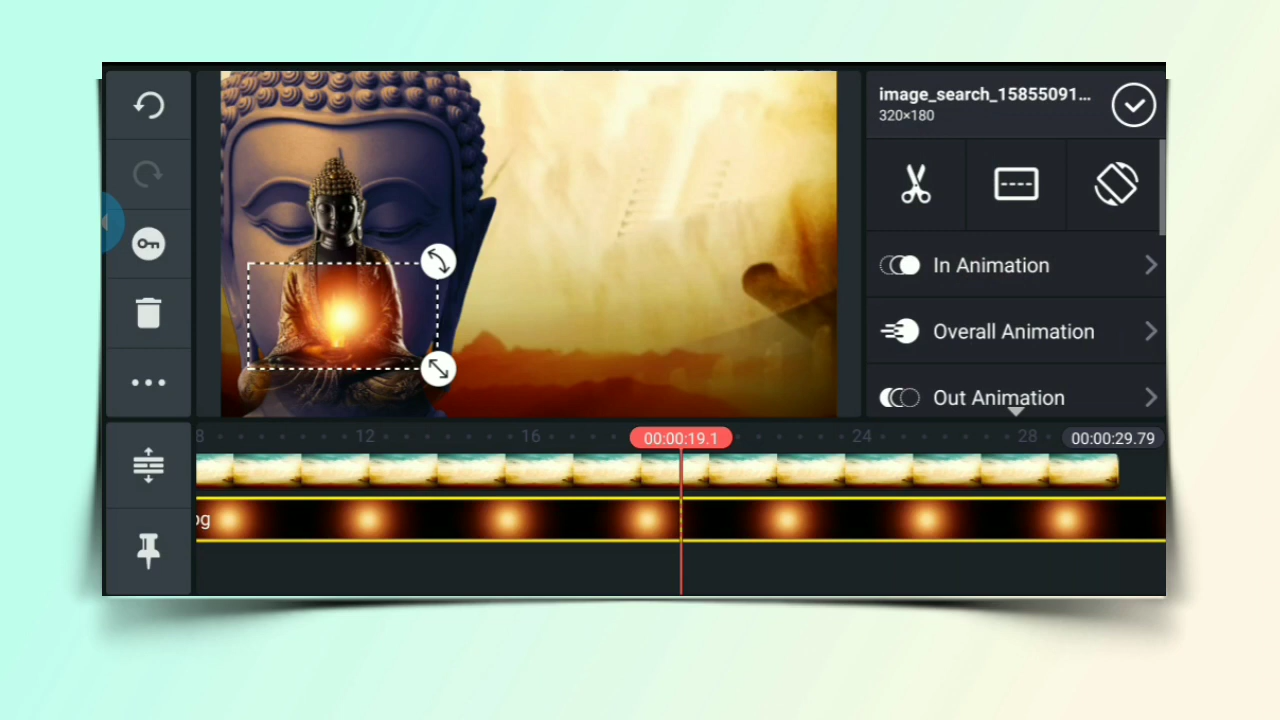 image_search_15855091...
320×180
In Animation
Overall Animation
Out Animation
8 12 16 00:00:19.1 24 28 00:00:29.79
og